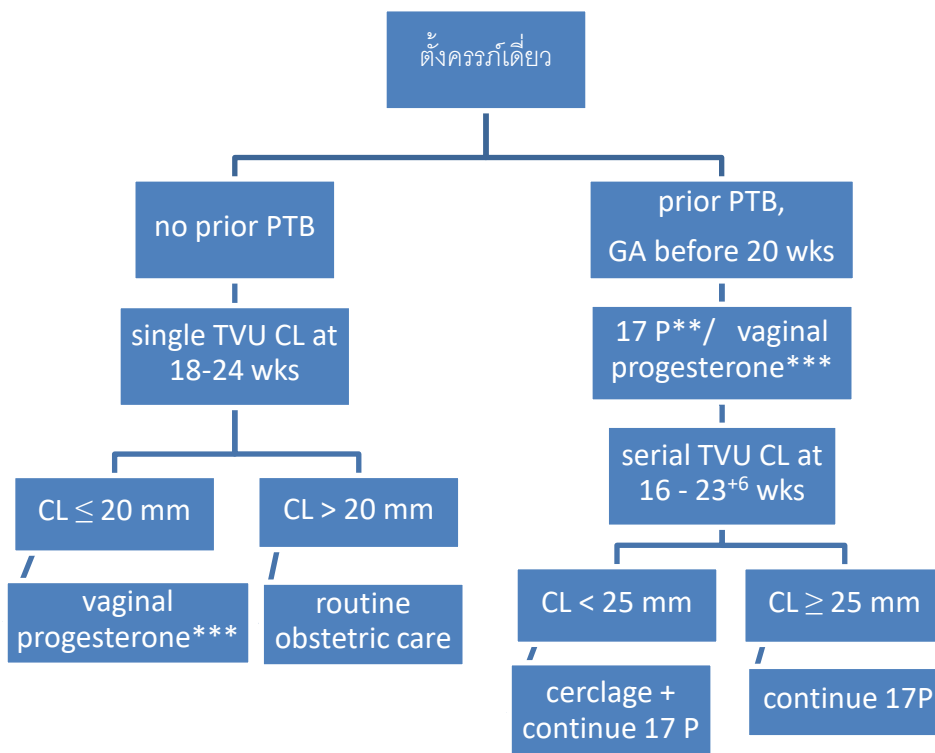 ตั้งครรภ์เดี่ยว
no prior PTB
prior PTB,
GA before 20 wks
single TVU CL at
18-24 wks
17 P**/ vaginal
progesterone***
serial TVU CL at
16 - 23+6 wks
CL ≤ 20 mm
CL > 20 mm
CL < 25 mm
CL ≥ 25 mm
vaginal
progesterone***
routine
obstetric care
cerclage +
continue 17 P
continue 17P